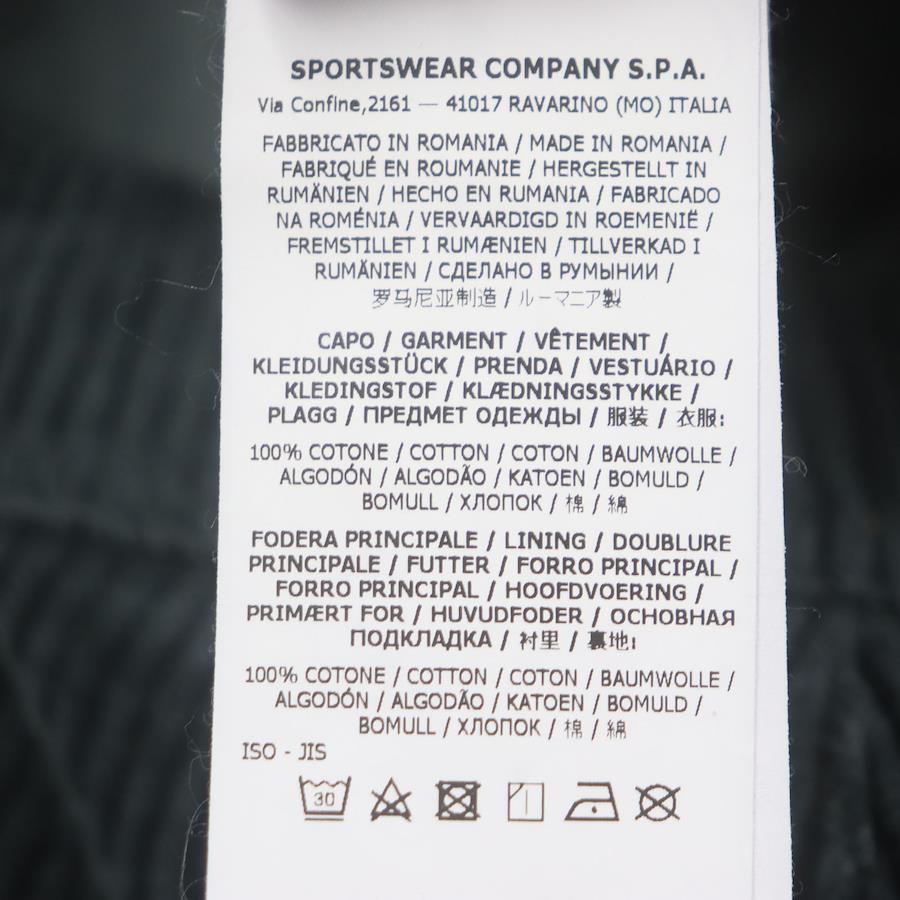 SPORTSWEAR COMPANY S.P.A.
Via Confine,2161 — 41017 RAVARINO (MO) ITALIA
FABBRICATO IN ROMANIA / MADE IN ROMANIA /
FABRIQUÉ EN ROUMANIE / HERGESTELLT IN
RUMÄNIEN / HECHO EN RUMANIA / FABRICADO
NA ROMÉNIA / VERVAARDIGD IN ROEMENIË /
FREMSTILLET I RUMÆNIEN / TILLVERKAD I
RUMÄNIEN / СДЕЛАНО В РУМЫНИИ /
罗马尼亚制造 / ルーマニア製
CAPO / GARMENT / VÊTEMENT /
KLEIDUNGSSTÜCK / PRENDA / VESTUÁRIO /
KLEDINGSTOF / KLÆDNINGSSTYKKE /
PLAGG / ПРЕДМЕТ ОДЕЖДЫ / 服装 / 衣服:
100% COTONE / COTTON / COTON / BAUMWOLLE /
ALGODÓN / ALGODÃO / KATOEN / BOMULD /
BOMULL / ХЛОПОК / 棉 / 綿
FODERA PRINCIPALE / LINING / DOUBLURE
PRINCIPALE / FUTTER / FORRO PRINCIPAL /
FORRO PRINCIPAL / HOOFDVOERING /
PRIMÆRT FOR / HUVUDFODER / ОСНОВНАЯ
ПОДКЛАДКА / 衬里 / 裏地:
100% COTONE / COTTON / COTON / BAUMWOLLE /
ALGODÓN / ALGODÃO / KATOEN / BOMULD /
BOMULL / ХЛОПОК / 棉 / 綿
ISO - JIS
30